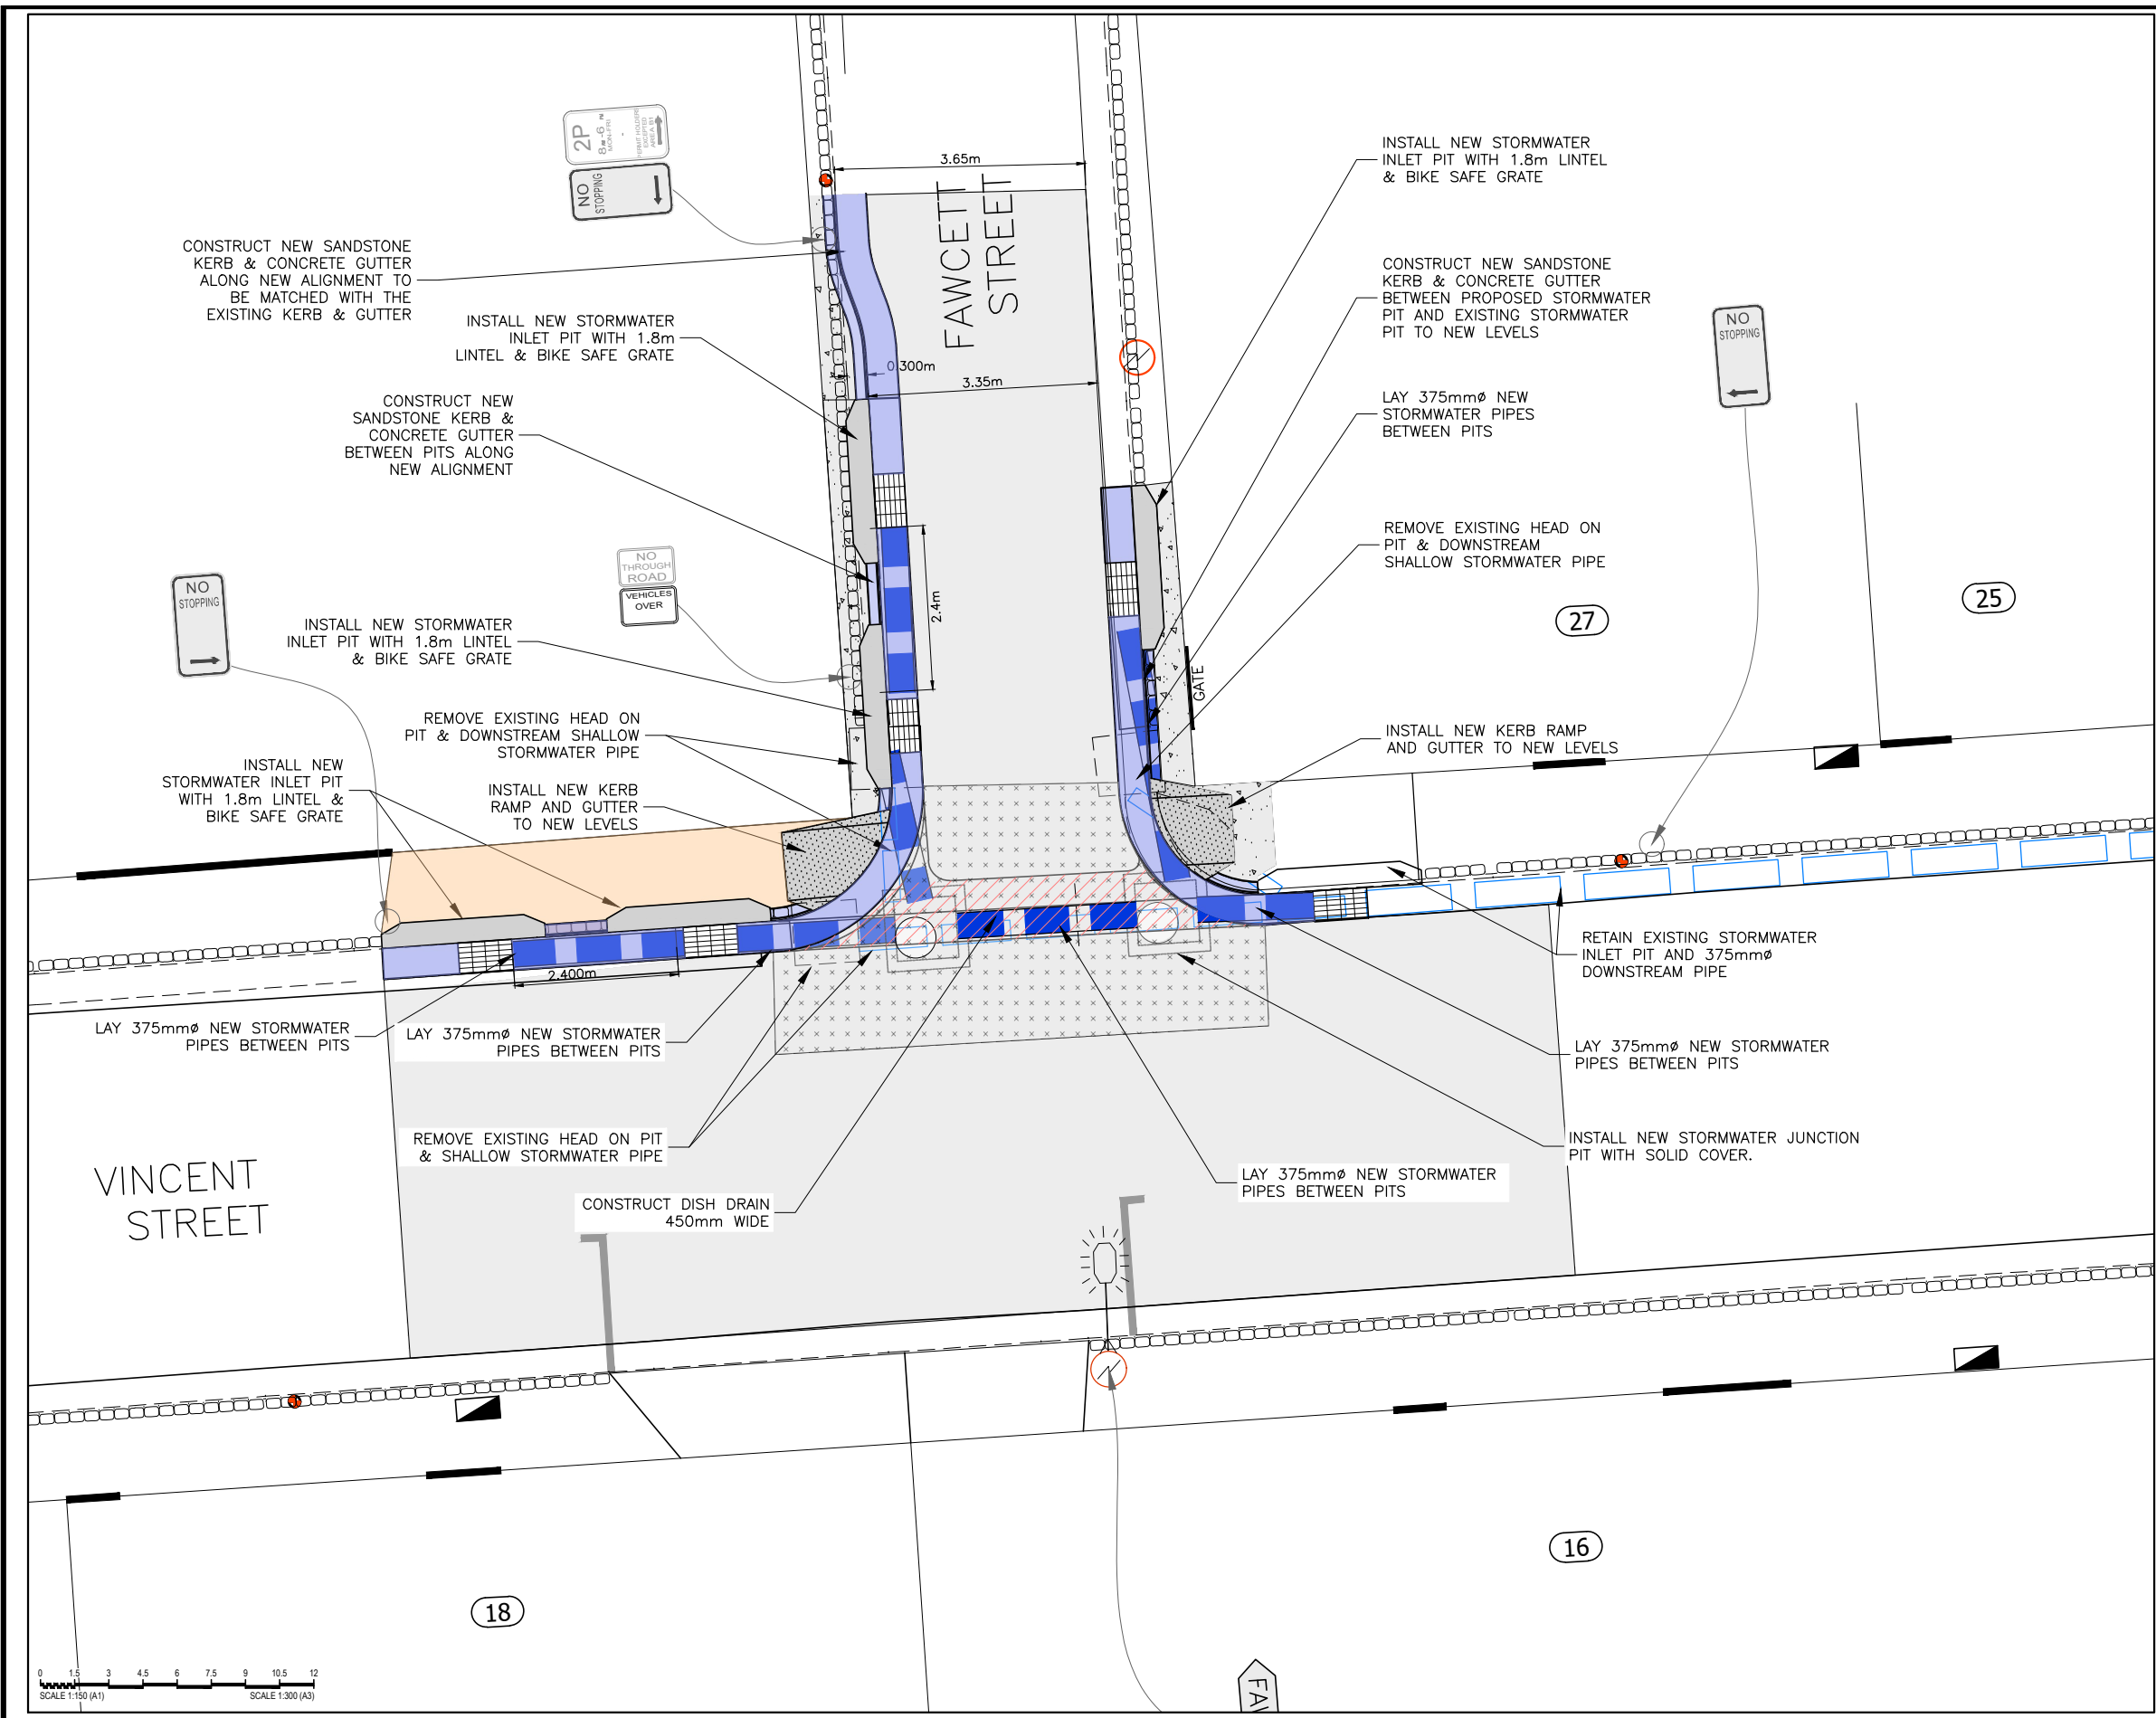 2P
8AM-6PM
MON-FRI
PERMIT HOLDERS
EXCEPTED
NO
STOPPING
3.65m
FAWCETT
STREET
INSTALL NEW STORMWATER
INLET PIT WITH 1.8m LINTEL
& BIKE SAFE GRATE
CONSTRUCT NEW SANDSTONE
KERB & CONCRETE GUTTER
ALONG NEW ALIGNMENT TO
BE MATCHED WITH THE
EXISTING KERB & GUTTER
CONSTRUCT NEW SANDSTONE
KERB & CONCRETE GUTTER
BETWEEN PROPOSED STORMWATER
PIT AND EXISTING STORMWATER
PIT TO NEW LEVELS
INSTALL NEW STORMWATER
INLET PIT WITH 1.8m
LINTEL & BIKE SAFE GRATE
NO
STOPPING
0.300m
3.35m
CONSTRUCT NEW
SANDSTONE KERB &
CONCRETE GUTTER
BETWEEN PITS ALONG
NEW ALIGNMENT
LAY 375mmø NEW
STORMWATER PIPES
BETWEEN PITS
REMOVE EXISTING HEAD ON
PIT & DOWNSTREAM
SHALLOW STORMWATER PIPE
NO
THROUGH
ROAD
VEHICLES
OVER
NO
STOPPING
2.4m
27
25
INSTALL NEW STORMWATER
INLET PIT WITH 1.8m LINTEL
& BIKE SAFE GRATE
GATE
REMOVE EXISTING HEAD ON
PIT & DOWNSTREAM SHALLOW
STORMWATER PIPE
INSTALL NEW KERB RAMP
AND GUTTER TO NEW LEVELS
INSTALL NEW
STORMWATER INLET PIT
WITH 1.8m LINTEL &
BIKE SAFE GRATE
INSTALL NEW KERB
RAMP AND GUTTER
TO NEW LEVELS
2.400m
RETAIN EXISTING STORMWATER
INLET PIT AND 375mmø
DOWNSTREAM PIPE
LAY 375mmø NEW STORMWATER
PIPES BETWEEN PITS
LAY 375mmø NEW STORMWATER
PIPES BETWEEN PITS
LAY 375mmø NEW STORMWATER
PIPES BETWEEN PITS
REMOVE EXISTING HEAD ON PIT
& SHALLOW STORMWATER PIPE
INSTALL NEW STORMWATER JUNCTION
PIT WITH SOLID COVER.
VINCENT
STREET
LAY 375mmø NEW STORMWATER
PIPES BETWEEN PITS
CONSTRUCT DISH DRAIN
450mm WIDE
16
18
FAW
0 1.5 3 4.5 6 7.5 9 10.5 12
SCALE 1:150 (A1) SCALE 1:300 (A3)